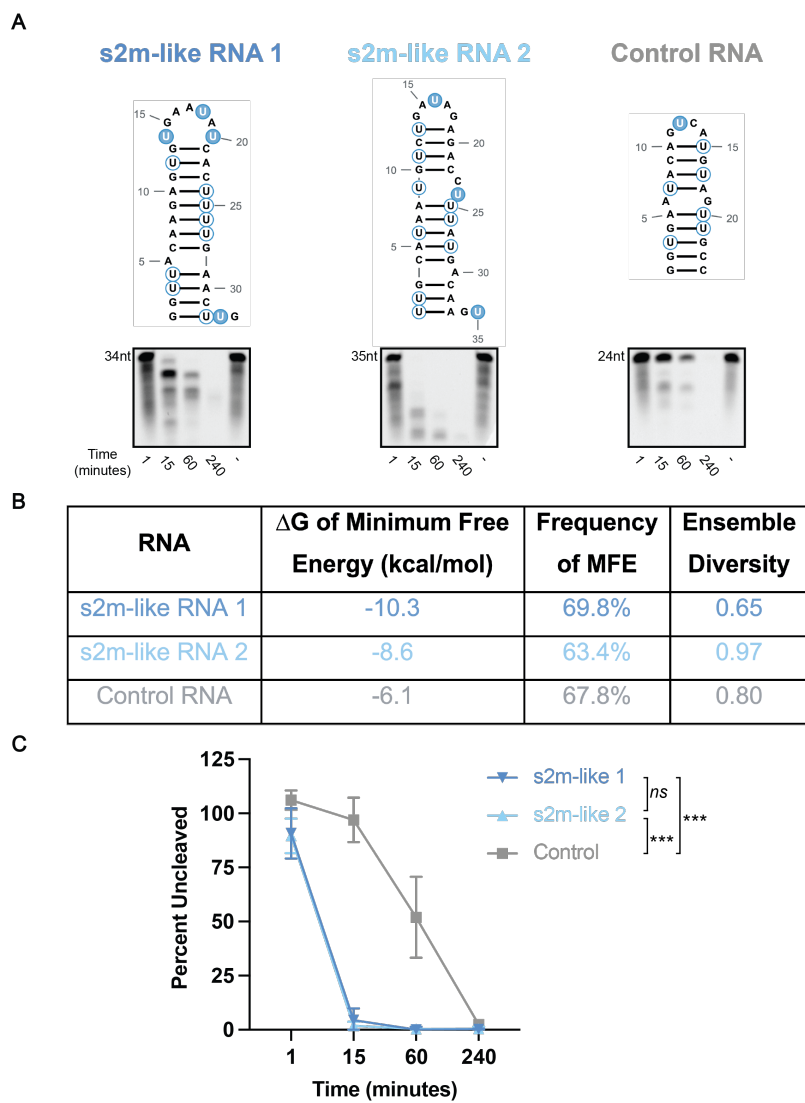 A
s2m-like RNA 1
A A U
15 G A
U U 20
G C
U A
G C
10 A U
G U 25
A U
A U
C G
5 A A
U A
U A 30
G C
G U U G
s2m-like RNA 2
15
A U A
G G
U A 20
C G
U A
10 G C
C
U U
A U 25
A U
U A
5 A U
C G
A 30
G C
U A
U A G U
35
Control RNA
U C
G A
10 A U 15
C G
A U
U A
A G
5 A U 20
G U
U G
G C
G C
34nt
35nt
24nt
Time (minutes)
1 15 60 240 -
1 15 60 240 -
1 15 60 240 -
B
RNA
ΔG of Minimum Free Energy (kcal/mol)
Frequency of MFE
Ensemble Diversity
s2m-like RNA 1 -10.3 69.8% 0.65
s2m-like RNA 2 -8.6 63.4% 0.97
Control RNA -6.1 67.8% 0.80
C
Percent Uncleaved
125
100
75
50
25
0
1 15 60 240
Time (minutes)
s2m-like 1
s2m-like 2
Control
ns
***
***